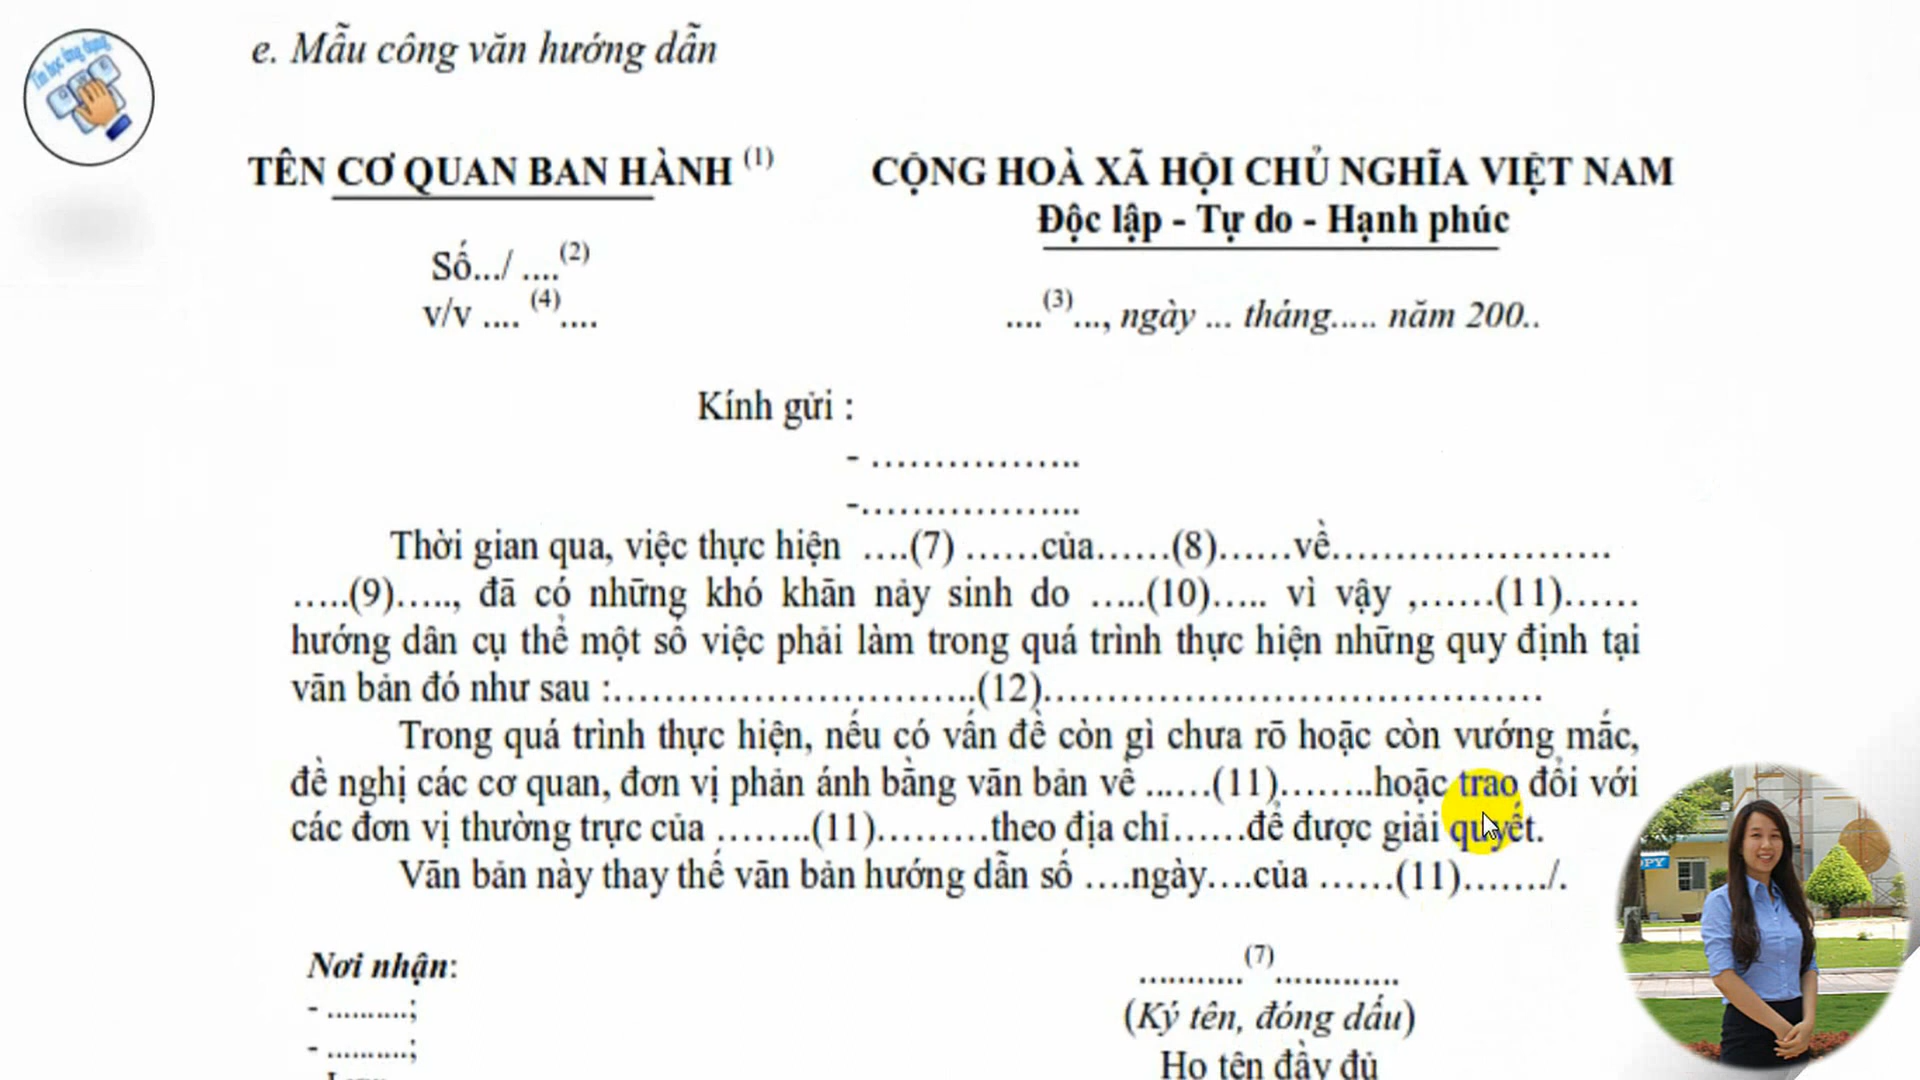 Tin học ứng dụng
e. Mẫu công văn hướng dẫn
TÊN CƠ QUAN BAN HÀNH (1)
CỘNG HOÀ XÃ HỘI CHỦ NGHĨA VIỆT NAM
Độc lập - Tự do - Hạnh phúc
Số.../ ....(2)
v/v .... (4)....
....(3)..., ngày ... tháng..... năm 200..
Kính gửi :
- ………………..
-………………...
Thời gian qua, việc thực hiện ….(7) ……của……(8)……về………………….
…..(9)….., đã có những khó khăn nảy sinh do …..(10)….. vì vậy ,……(11)……
hướng dân cụ thể một số việc phải làm trong quá trình thực hiện những quy định tại
văn bản đó như sau :……………………….(12)…………………………………
Trong quá trình thực hiện, nếu có vấn đề còn gì chưa rõ hoặc còn vướng mắc,
đề nghị các cơ quan, đơn vị phản ánh bằng văn bản về ……(11)……..hoặc trao đổi với
các đơn vị thường trực của ……..(11)………theo địa chỉ……để được giải quyết.
Văn bản này thay thế văn bản hướng dẫn số ….ngày….của ……(11)……./.
Nơi nhận:
- ..........;
- ..........;
...........(7).............
(Ký tên, đóng dấu)
Họ tên đầy đủ